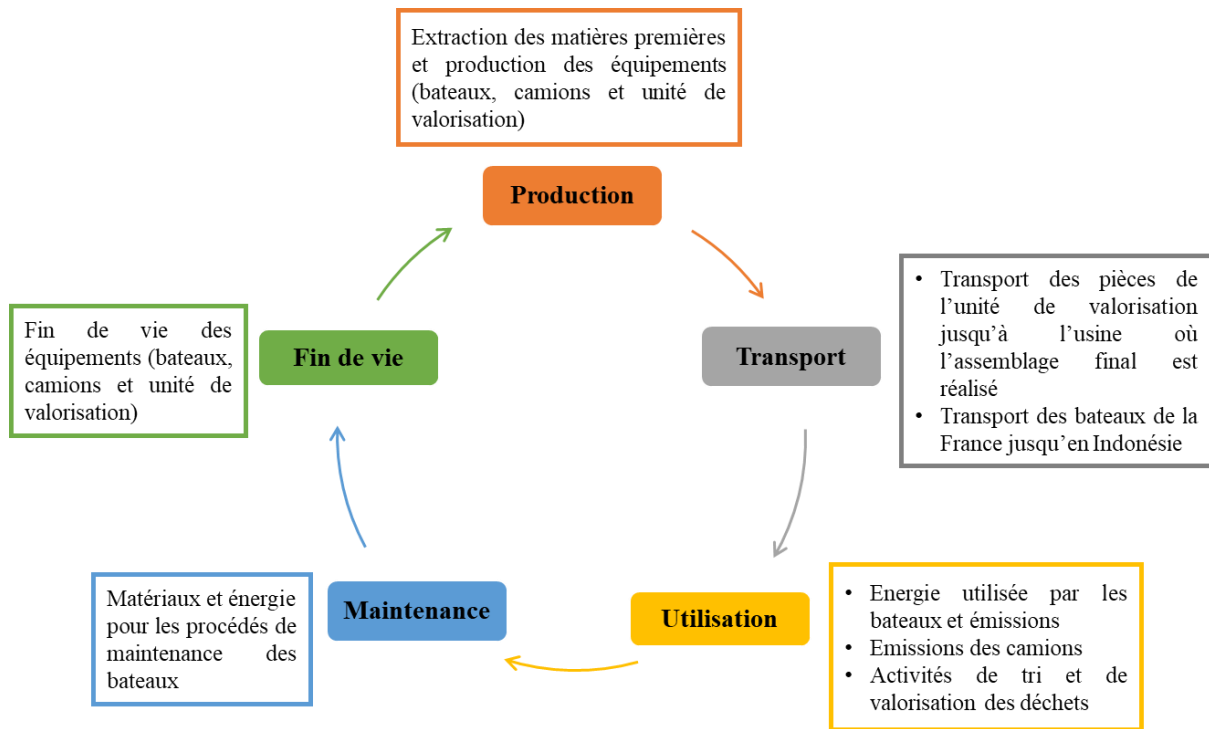 Extraction des matières premières
et production des équipements
(bateaux, camions et unité de
valorisation)
Production
• Transport des pièces de
l’unité de valorisation
jusqu’à l’usine où
l’assemblage final est
réalisé
• Transport des bateaux de la
France jusqu’en Indonésie
Transport
• Energie utilisée par les
bateaux et émissions
• Emissions des camions
• Activités de tri et de
valorisation des déchets
Utilisation
Matériaux et énergie
pour les procédés de
maintenance des
bateaux
Maintenance
Fin de vie des
équipements (bateaux,
camions et unité de
valorisation)
Fin de vie